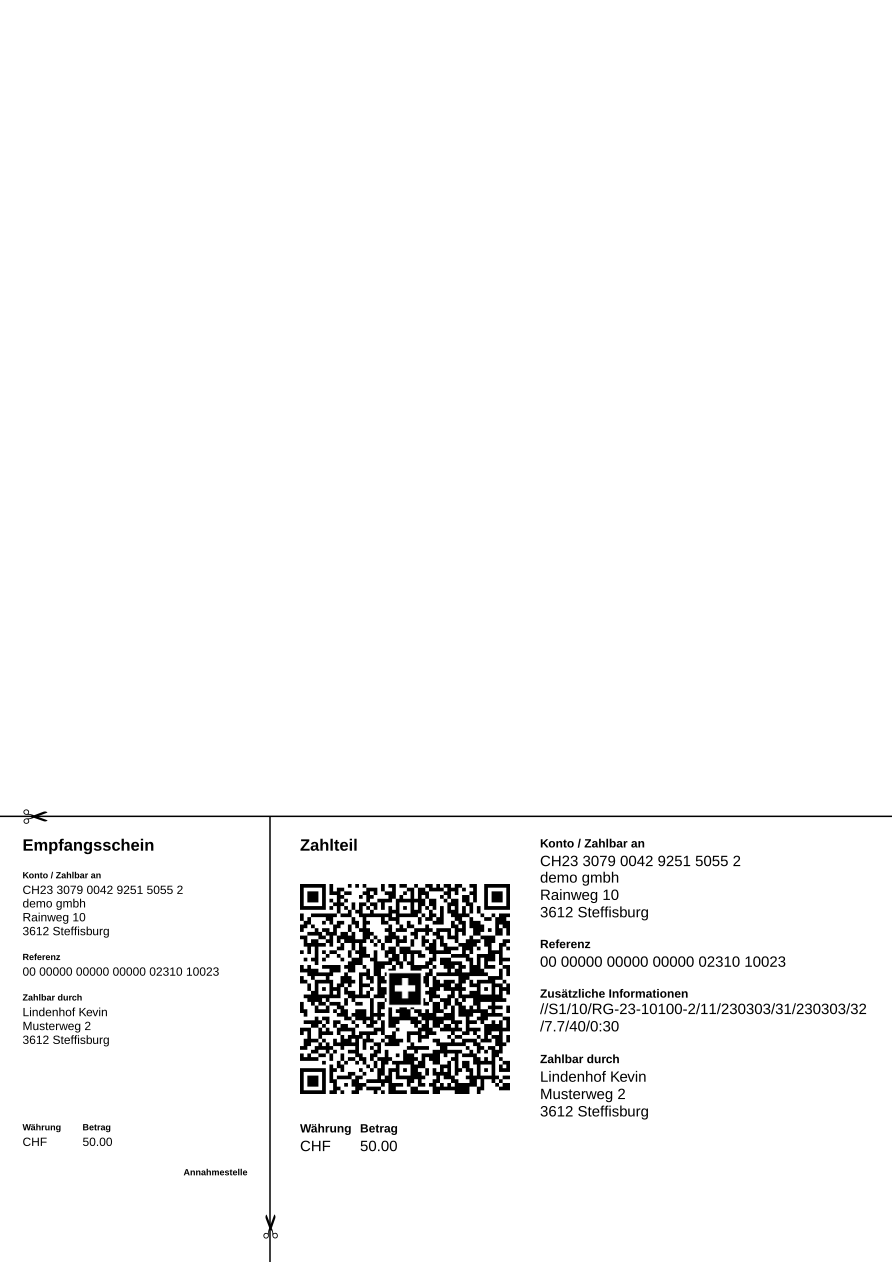 Empfangsschein
Konto / Zahlbar an
CH23 3079 0042 9251 5055 2
demo gmbh
Rainweg 10
3612 Steffisburg
Referenz
00 00000 00000 00000 02310 10023
Zahlbar durch
Lindenhof Kevin
Musterweg 2
3612 Steffisburg
Währung Betrag
CHF 50.00
Annahmestelle
Zahlteil
Währung Betrag
CHF 50.00
Konto / Zahlbar an
CH23 3079 0042 9251 5055 2
demo gmbh
Rainweg 10
3612 Steffisburg
Referenz
00 00000 00000 00000 02310 10023
Zusätzliche Informationen
//S1/10/RG-23-10100-2/11/230303/31/230303/32
/7.7/40/0:30
Zahlbar durch
Lindenhof Kevin
Musterweg 2
3612 Steffisburg